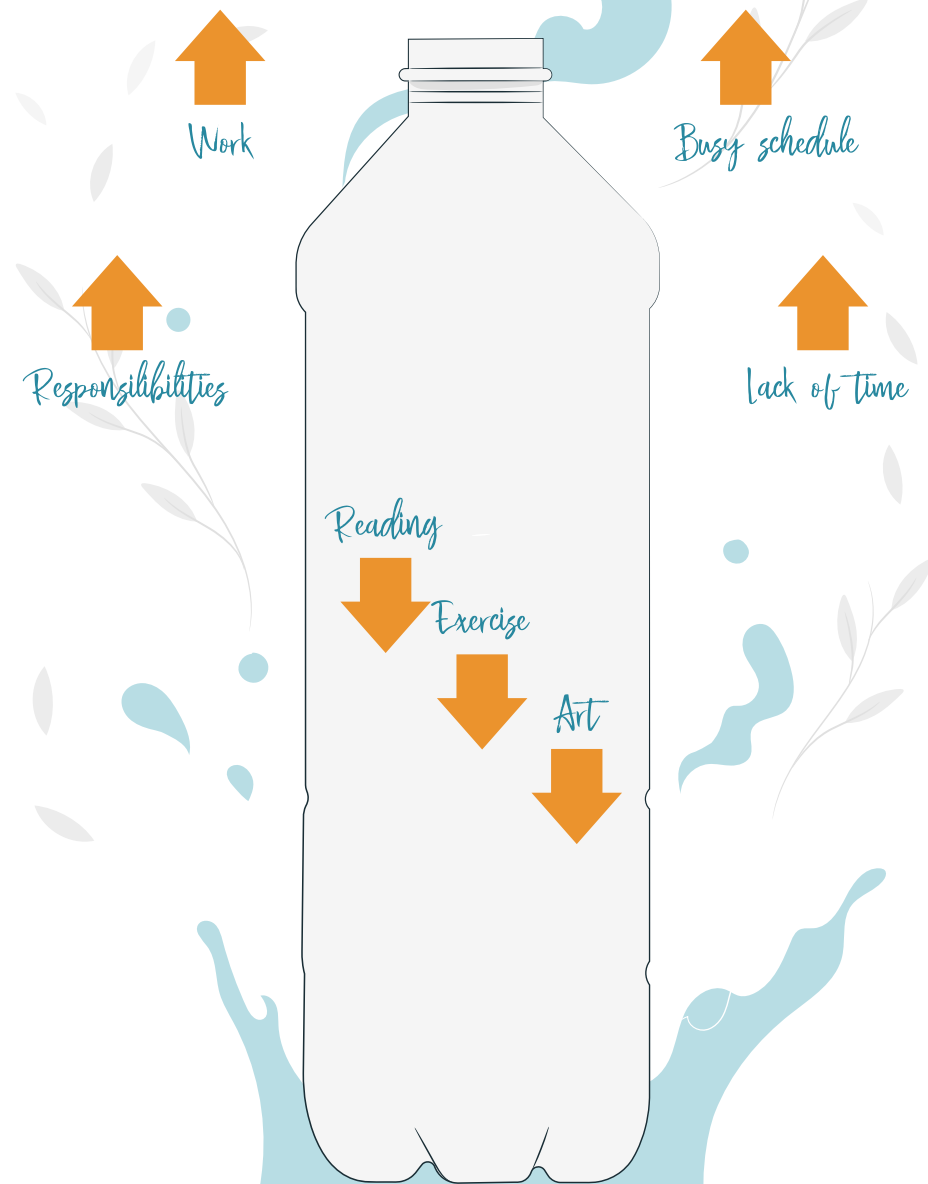 Work
Busy schedule
Responsilibilities
Lack of time
Reading
Exercise
Art